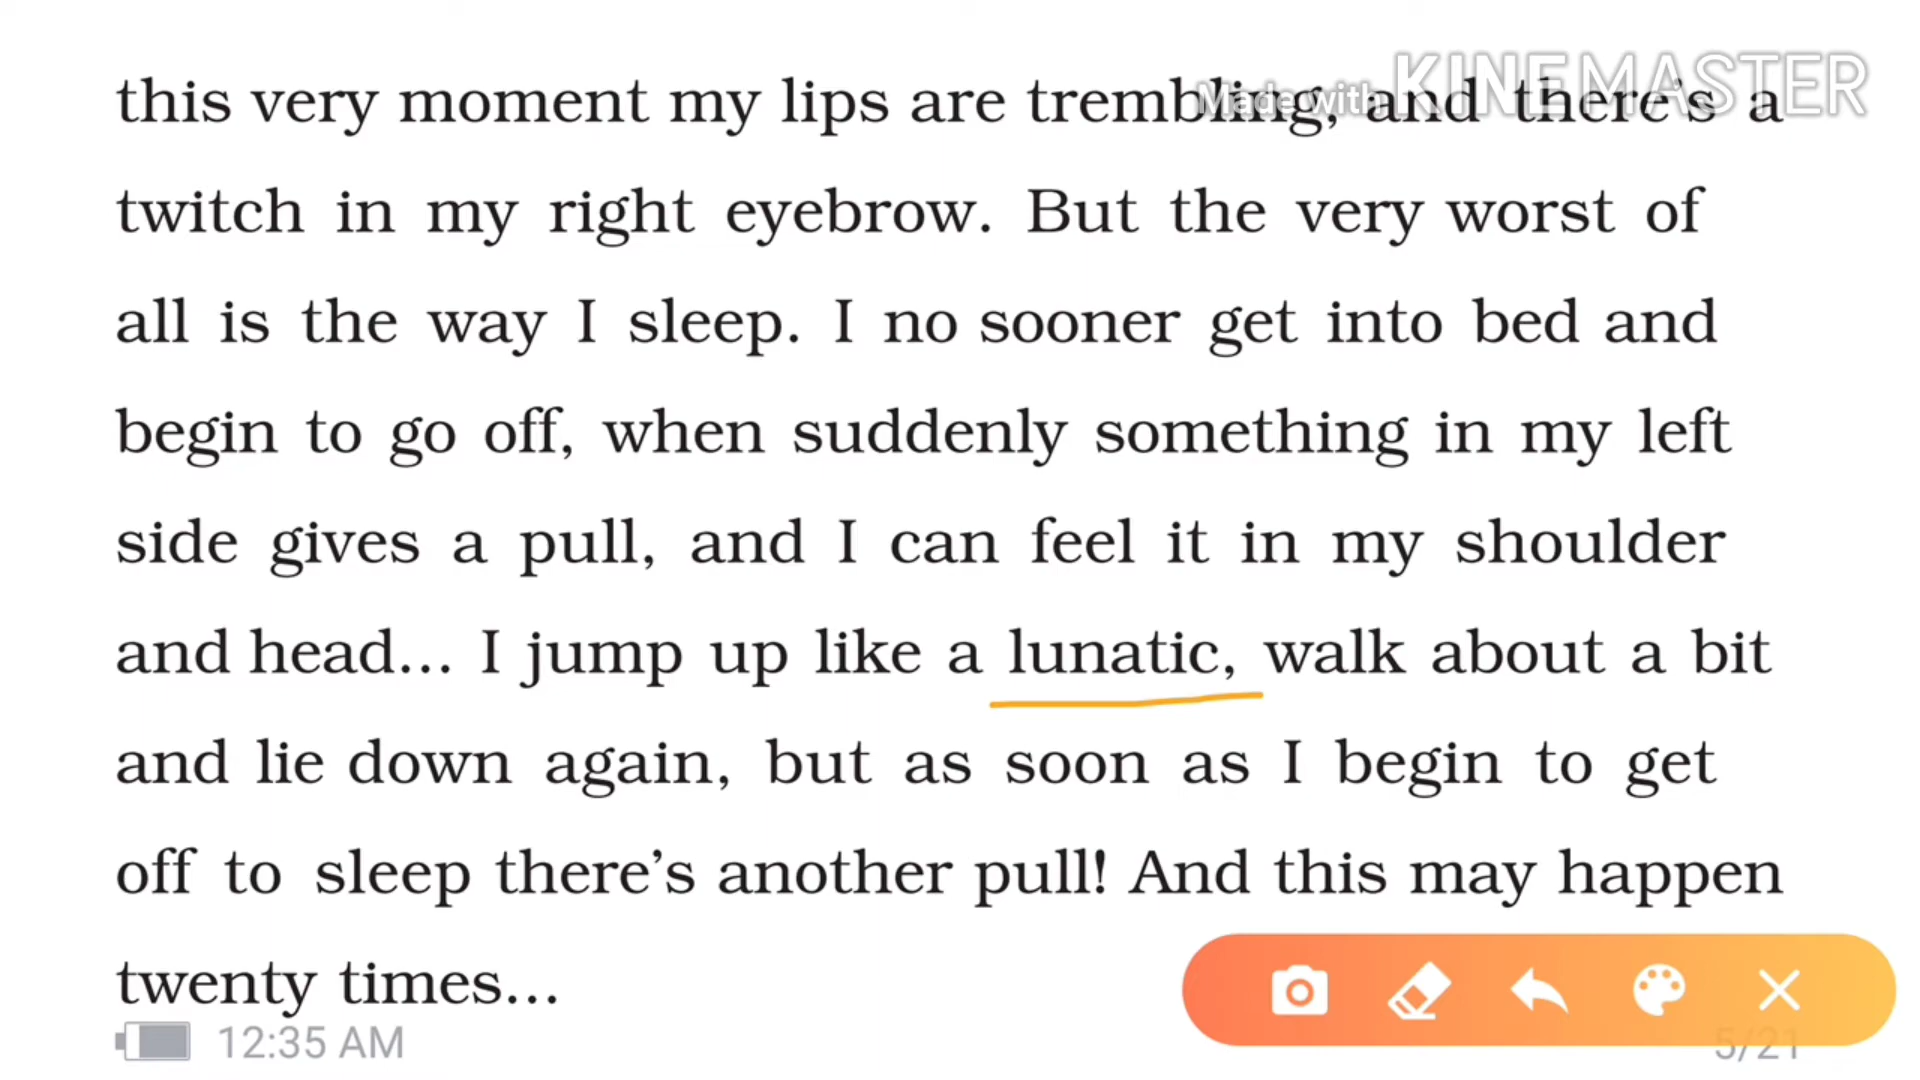 Made with KINEMASTER
this very moment my lips are trembling, and there's a
twitch in my right eyebrow. But the very worst of
all is the way I sleep. I no sooner get into bed and
begin to go off, when suddenly something in my left
side gives a pull, and I can feel it in my shoulder
and head... I jump up like a lunatic, walk about a bit
and lie down again, but as soon as I begin to get
off to sleep there's another pull! And this may happen
twenty times...
12:35 AM
5/21